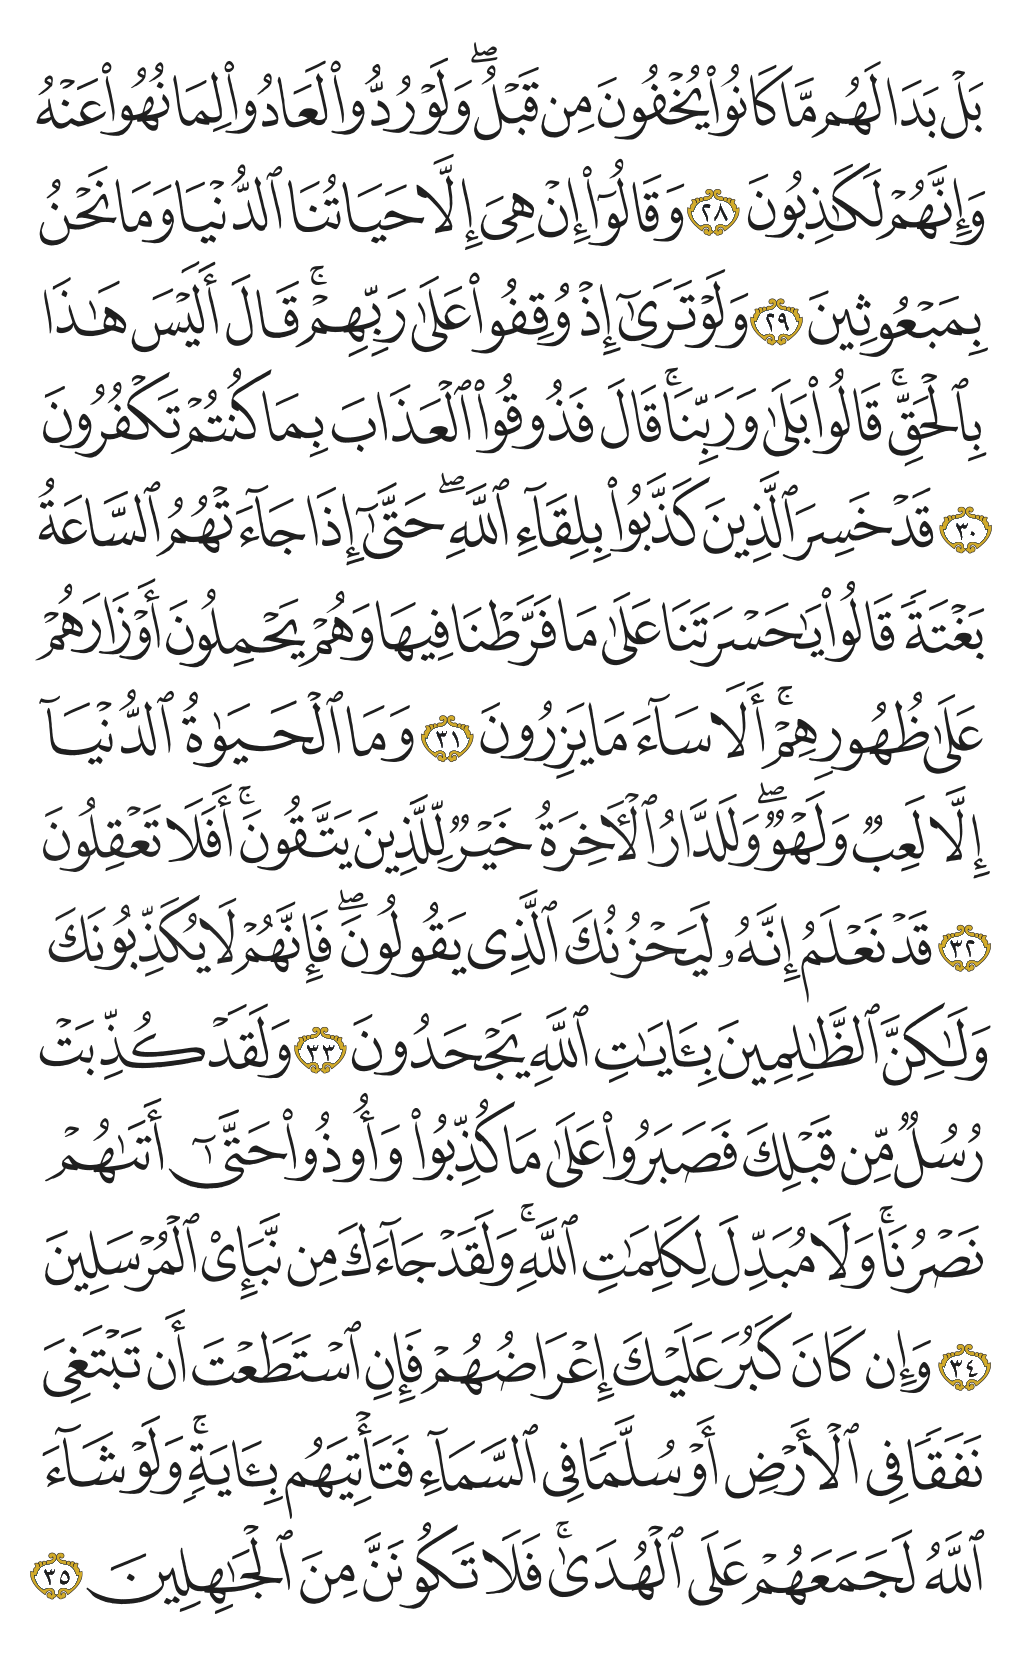 بَلْ بَدَا لَهُم مَّا كَانُوا۟ يُخْفُونَ مِن قَبْلُ ۖ وَلَوْ رُدُّوا۟ لَعَادُوا۟ لِمَا نُهُوا۟ عَنْهُ
وَإِنَّهُمْ لَكَـٰذِبُونَ ٢٨ وَقَالُوٓا۟ إِنْ هِىَ إِلَّا حَيَاتُنَا ٱلدُّنْيَا وَمَا نَحْنُ
بِمَبْعُوثِينَ ٢٩ وَلَوْ تَرَىٰٓ إِذْ وُقِفُوا۟ عَلَىٰ رَبِّهِمْ ۚ قَالَ أَلَيْسَ هَـٰذَا
بِٱلْحَقِّ ۚ قَالُوا۟ بَلَىٰ وَرَبِّنَا ۚ قَالَ فَذُوقُوا۟ ٱلْعَذَابَ بِمَا كُنتُمْ تَكْفُرُونَ
٣٠ قَدْ خَسِرَ ٱلَّذِينَ كَذَّبُوا۟ بِلِقَآءِ ٱللَّهِ ۖ حَتَّىٰٓ إِذَا جَآءَتْهُمُ ٱلسَّاعَةُ
بَغْتَةً قَالُوا۟ يَـٰحَسْرَتَنَا عَلَىٰ مَا فَرَّطْنَا فِيهَا وَهُمْ يَحْمِلُونَ أَوْزَارَهُمْ
عَلَىٰ ظُهُورِهِمْ ۚ أَلَا سَآءَ مَا يَزِرُونَ ٣١ وَمَا ٱلْحَيَوٰةُ ٱلدُّنْيَآ
إِلَّا لَعِبٌ وَلَهْوٌ ۖ وَلَلدَّارُ ٱلْـَٔاخِرَةُ خَيْرٌ لِّلَّذِينَ يَتَّقُونَ ۚ أَفَلَا تَعْقِلُونَ
٣٢ قَدْ نَعْلَمُ إِنَّهُۥ لَيَحْزُنُكَ ٱلَّذِى يَقُولُونَ ۖ فَإِنَّهُمْ لَا يُكَذِّبُونَكَ
وَلَـٰكِنَّ ٱلظَّـٰلِمِينَ بِـَٔايَـٰتِ ٱللَّهِ يَجْحَدُونَ ٣٣ وَلَقَدْ كُذِّبَتْ
رُسُلٌ مِّن قَبْلِكَ فَصَبَرُوا۟ عَلَىٰ مَا كُذِّبُوا۟ وَأُوذُوا۟ حَتَّىٰٓ أَتَىٰهُمْ
نَصْرُنَا ۚ وَلَا مُبَدِّلَ لِكَلِمَـٰتِ ٱللَّهِ ۚ وَلَقَدْ جَآءَكَ مِن نَّبَإِى۟ ٱلْمُرْسَلِينَ
٣٤ وَإِن كَانَ كَبُرَ عَلَيْكَ إِعْرَاضُهُمْ فَإِنِ ٱسْتَطَعْتَ أَن تَبْتَغِىَ
نَفَقًا فِى ٱلْأَرْضِ أَوْ سُلَّمًا فِى ٱلسَّمَآءِ فَتَأْتِيَهُم بِـَٔايَةٍ ۚ وَلَوْ شَآءَ
ٱللَّهُ لَجَمَعَهُمْ عَلَى ٱلْهُدَىٰ ۚ فَلَا تَكُونَنَّ مِنَ ٱلْجَـٰهِلِينَ ٣٥